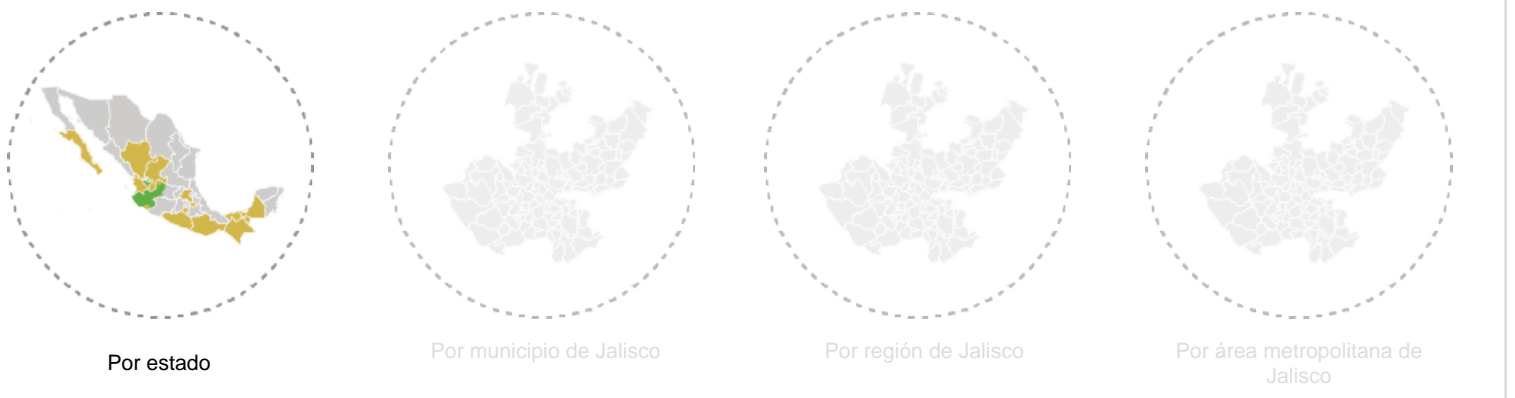 Por estado
Por municipio de Jalisco
Por región de Jalisco
Por área metropolitana de
Jalisco